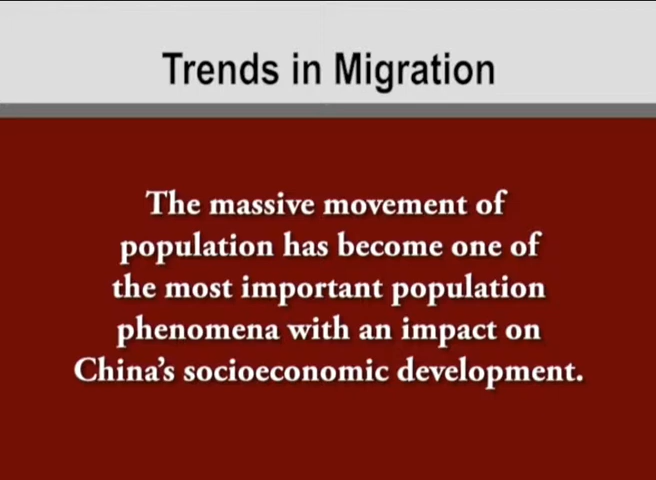 Trends in Migration
The massive movement of
population has become one of
the most important population
phenomena with an impact on
China's socioeconomic development.